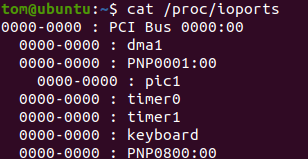 tom@ubuntu:~$ cat /proc/ioports
0000-0000 : PCI Bus 0000:00
  0000-0000 : dma1
  0000-0000 : PNP0001:00
    0000-0000 : pic1
  0000-0000 : timer0
  0000-0000 : timer1
  0000-0000 : keyboard
  0000-0000 : PNP0800:00